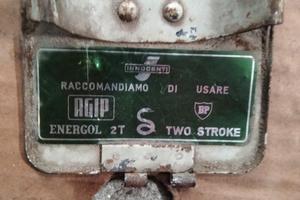 INNOCENTI
RACCOMANDIAMO DI USARE
AGIP BP
ENERGOL 2T TWO STROKE